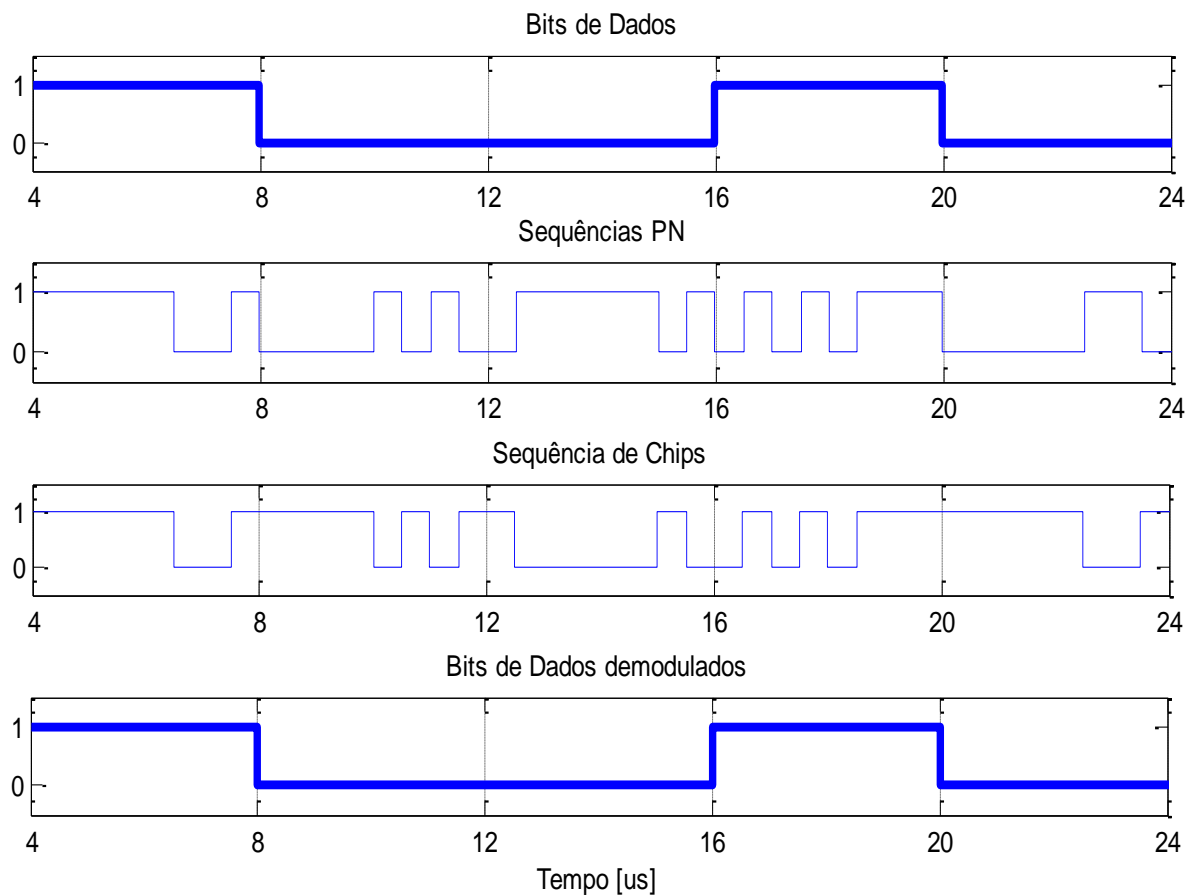 Bits de Dados
1
0
4 8 12 16 20 24
Sequências PN
1
0
4 8 12 16 20 24
Sequência de Chips
1
0
4 8 12 16 20 24
Bits de Dados demodulados
1
0
4 8 12 16 20 24
Tempo [us]